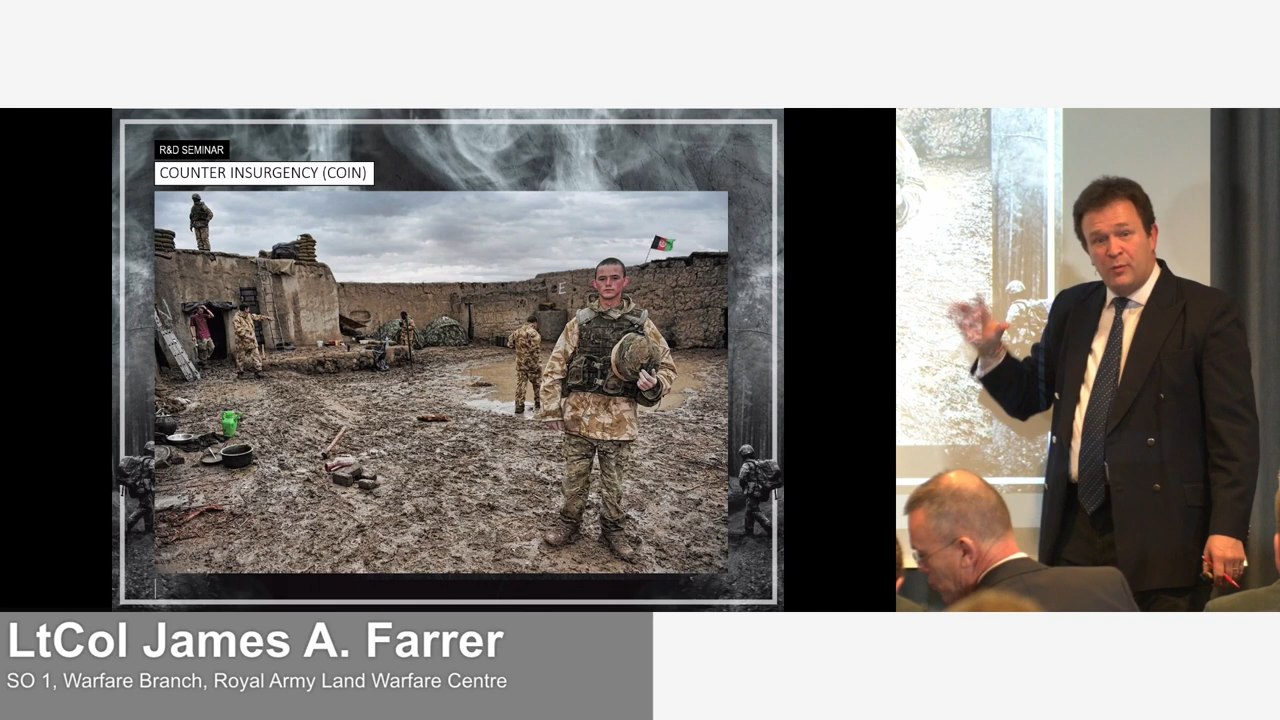 R&D SEMINAR
COUNTER INSURGENCY (COIN)
E
LtCol James A. Farrer
SO 1, Warfare Branch, Royal Army Land Warfare Centre